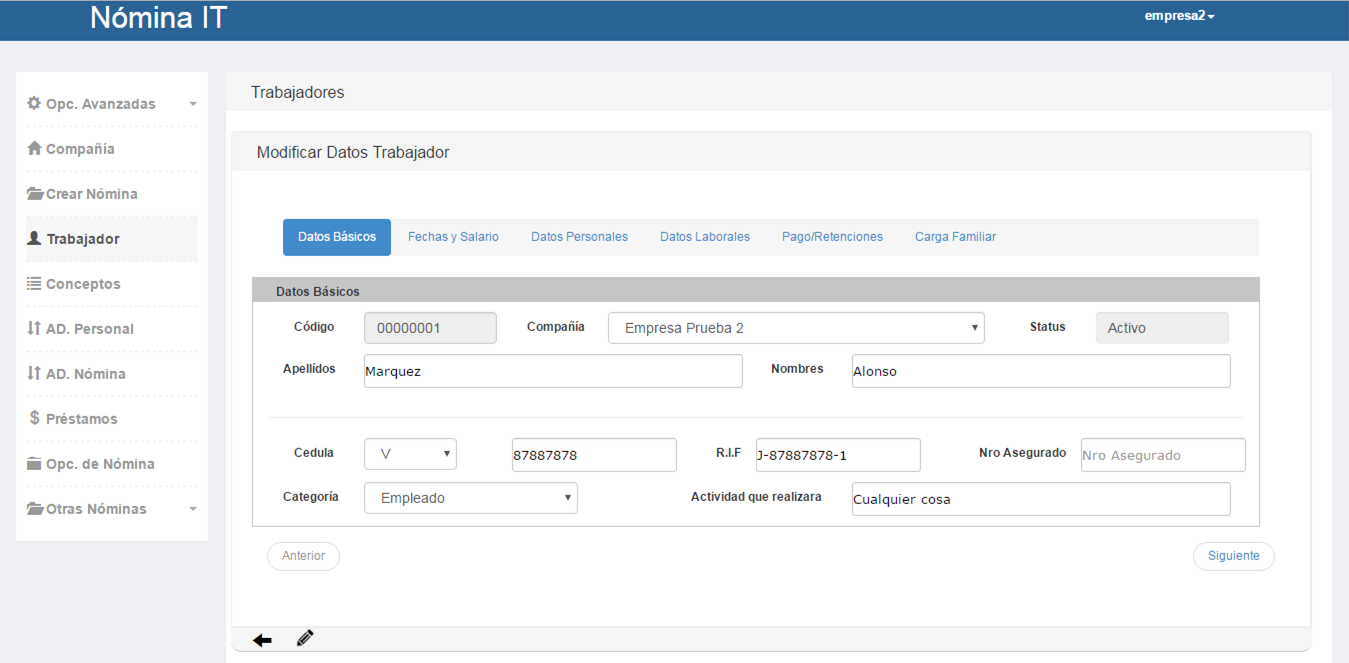 Nómina IT
empresa2
Opc. Avanzadas
Compañía
Crear Nómina
Trabajador
Conceptos
AD. Personal
AD. Nómina
Préstamos
Opc. de Nómina
Otras Nóminas
Trabajadores
Modificar Datos Trabajador
Datos Básicos Fechas y Salario Datos Personales Datos Laborales Pago/Retenciones Carga Familiar
Datos Básicos
Código 00000001 Compañía Empresa Prueba 2 Status Activo
Apellídos Marquez Nombres Alonso
Cedula V 87887878 R.I.F J-87887878-1 Nro Asegurado Nro Asegurado
Categoría Empleado Actividad que realizara Cualquier cosa
Anterior Siguiente